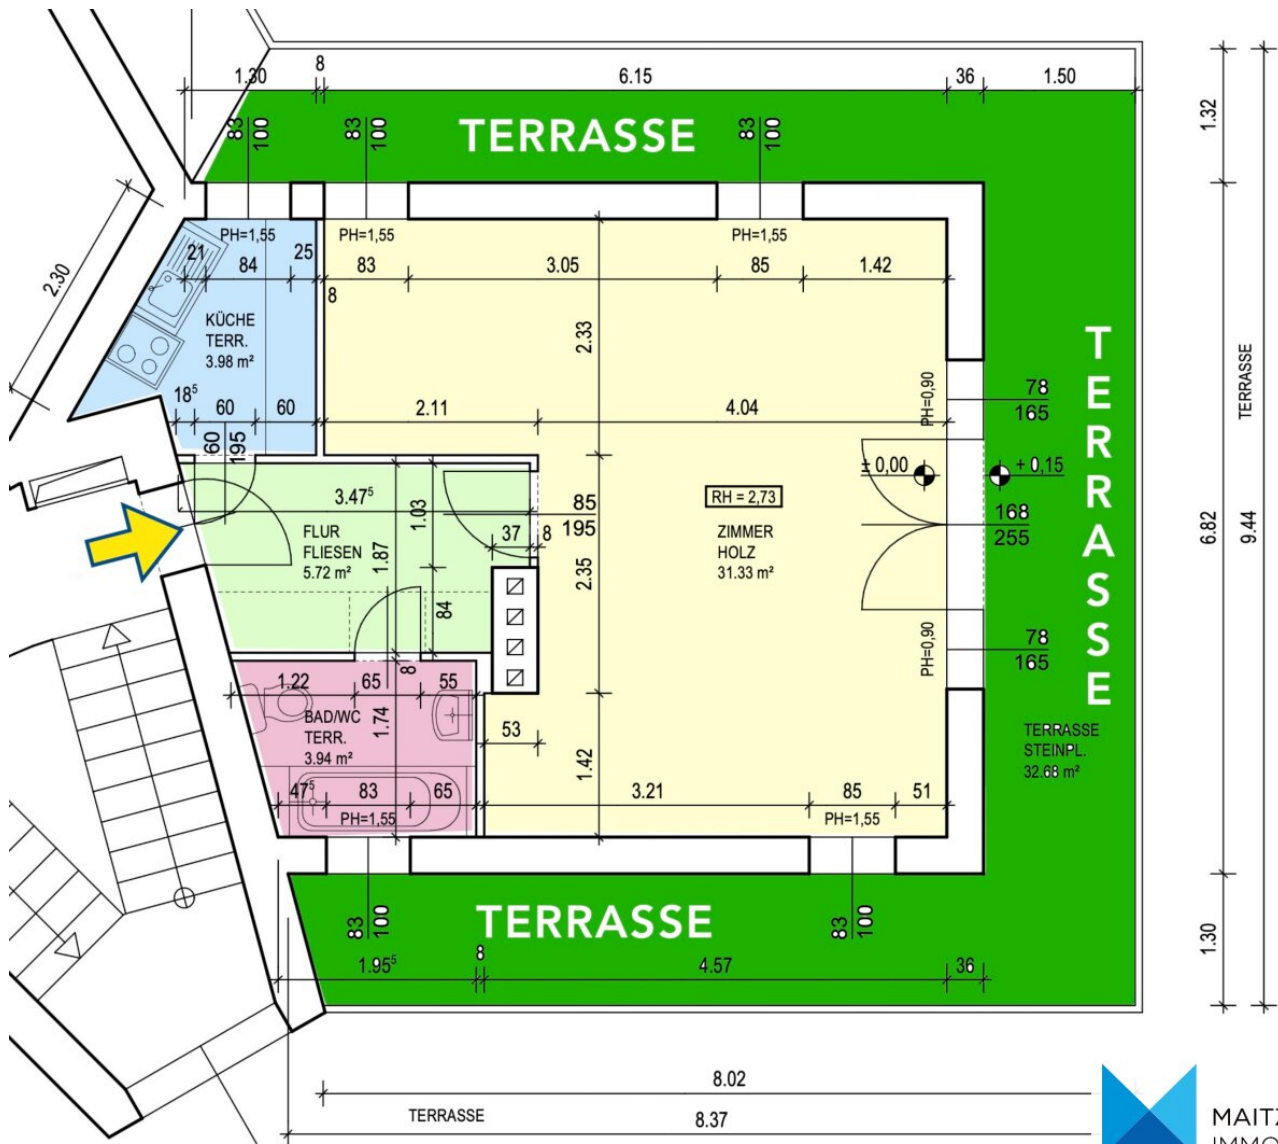 8
1.30
6.15
36
1.50
83
100
83
100
TERRASSE
83
100
1.32
PH=1,55
PH=1,55
PH=1,55
21
84
25
83
3.05
85
1.42
8
2.30
KÜCHE
TERR.
3.98 m²
2.33
TERRASSE
TERRASSE
PH=0,90
78
165
18⁵
60
60
2.11
4.04
60
195
± 0,00
+ 0,15
3.47⁵
1.03
85
195
RH = 2,73
168
255
FLUR
FLIESEN
5.72 m²
1.87
37
8
ZIMMER
HOLZ
31.33 m²
2.35
6.82
9.44
84
PH=0,90
78
165
8
1.22
65
55
BAD/WC
TERR.
3.94 m²
1.74
53
TERRASSE
STEINPL.
32.68 m²
1.42
47⁵
83
65
3.21
85
51
PH=1,55
PH=1,55
TERRASSE
83
100
83
100
1.30
1.95⁵
8
4.57
36
8.02
TERRASSE
8.37
MAITZ
IMMO